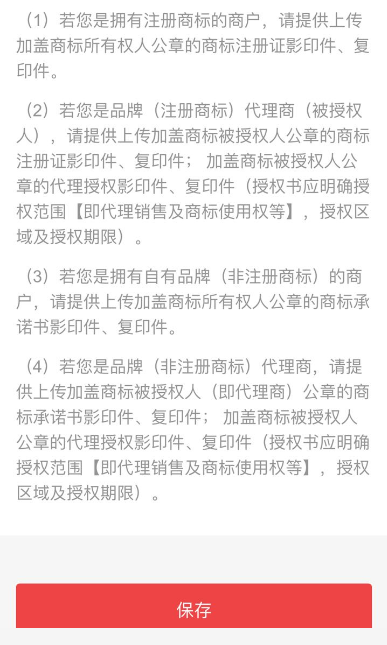 （1）若您是拥有注册商标的商户，请提供上传
加盖商标所有权人公章的商标注册证影印件、复
印件。
（2）若您是品牌（注册商标）代理商（被授权
人），请提供上传加盖商标被授权人公章的商标
注册证影印件、复印件； 加盖商标被授权人公
章的代理授权影印件、复印件（授权书应明确授
权范围【即代理销售及商标使用权等】，授权区
域及授权期限）。
（3）若您是拥有自有品牌（非注册商标）的商
户，请提供上传加盖商标所有权人公章的商标承
诺书影印件、复印件。
（4）若您是品牌（非注册商标）代理商，请提
供上传加盖商标被授权人（即代理商）公章的商
标承诺书影印件、复印件； 加盖商标被授权人
公章的代理授权影印件、复印件（授权书应明确
授权范围【即代理销售及商标使用权等】，授权
区域及授权期限）。
保存